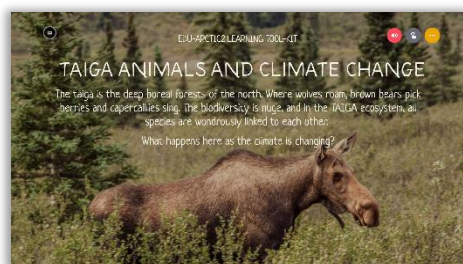 EDU-ARCTIC2 LEARNING TOOL-KIT
TAIGA ANIMALS AND CLIMATE CHANGE
The taiga is the deep boreal forests of the north. Where wolves roam, brown bears pick
berries and capercaillies sing. The biodiversity is huge, and in the TAIGA ecosystem, all
species are wondrously linked to each other.
What happens here as the climate is changing?